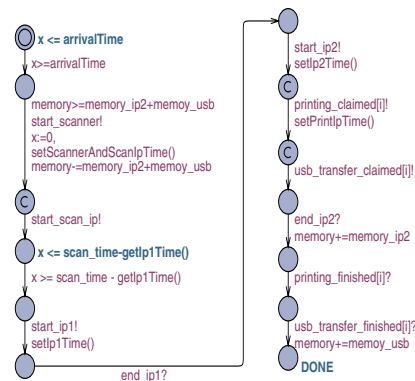 x <= arrivalTime
x>=arrivalTime
memory>=memory_ip2+memoy_usb
start_scanner!
x:=0,
setScannerAndScanIpTime()
memory-=memory_ip2+memoy_usb
C
start_scan_ip!
x <= scan_time-getIp1Time()
x >= scan_time - getIp1Time()
start_ip1!
setIp1Time()
end_ip1?
start_ip2!
setIp2Time()
C
printing_claimed[i]!
setPrintIpTime()
C
usb_transfer_claimed[i]!
end_ip2?
memory+=memory_ip2
printing_finished[i]?
usb_transfer_finished[i]?
memory+=memoy_usb
DONE